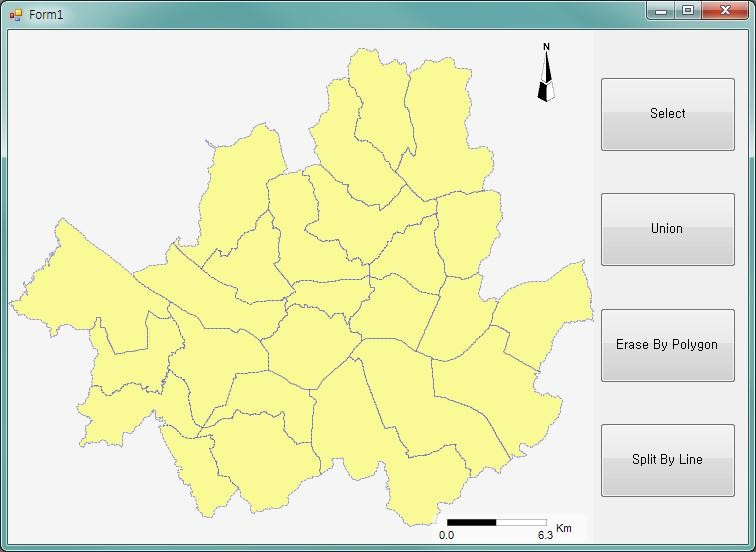 Form1
N
Select
Union
Erase By Polygon
Split By Line
0.0 6.3 Km